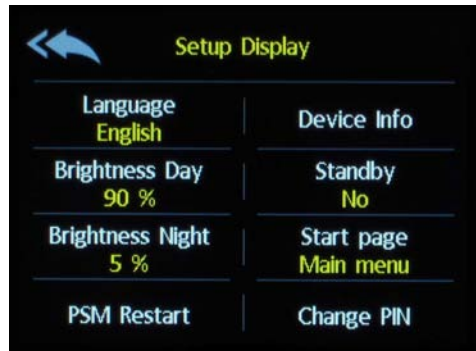 Setup Display
Language
English
Device Info
Brightness Day
90 %
Standby
No
Brightness Night
5 %
Start page
Main menu
PSM Restart
Change PIN